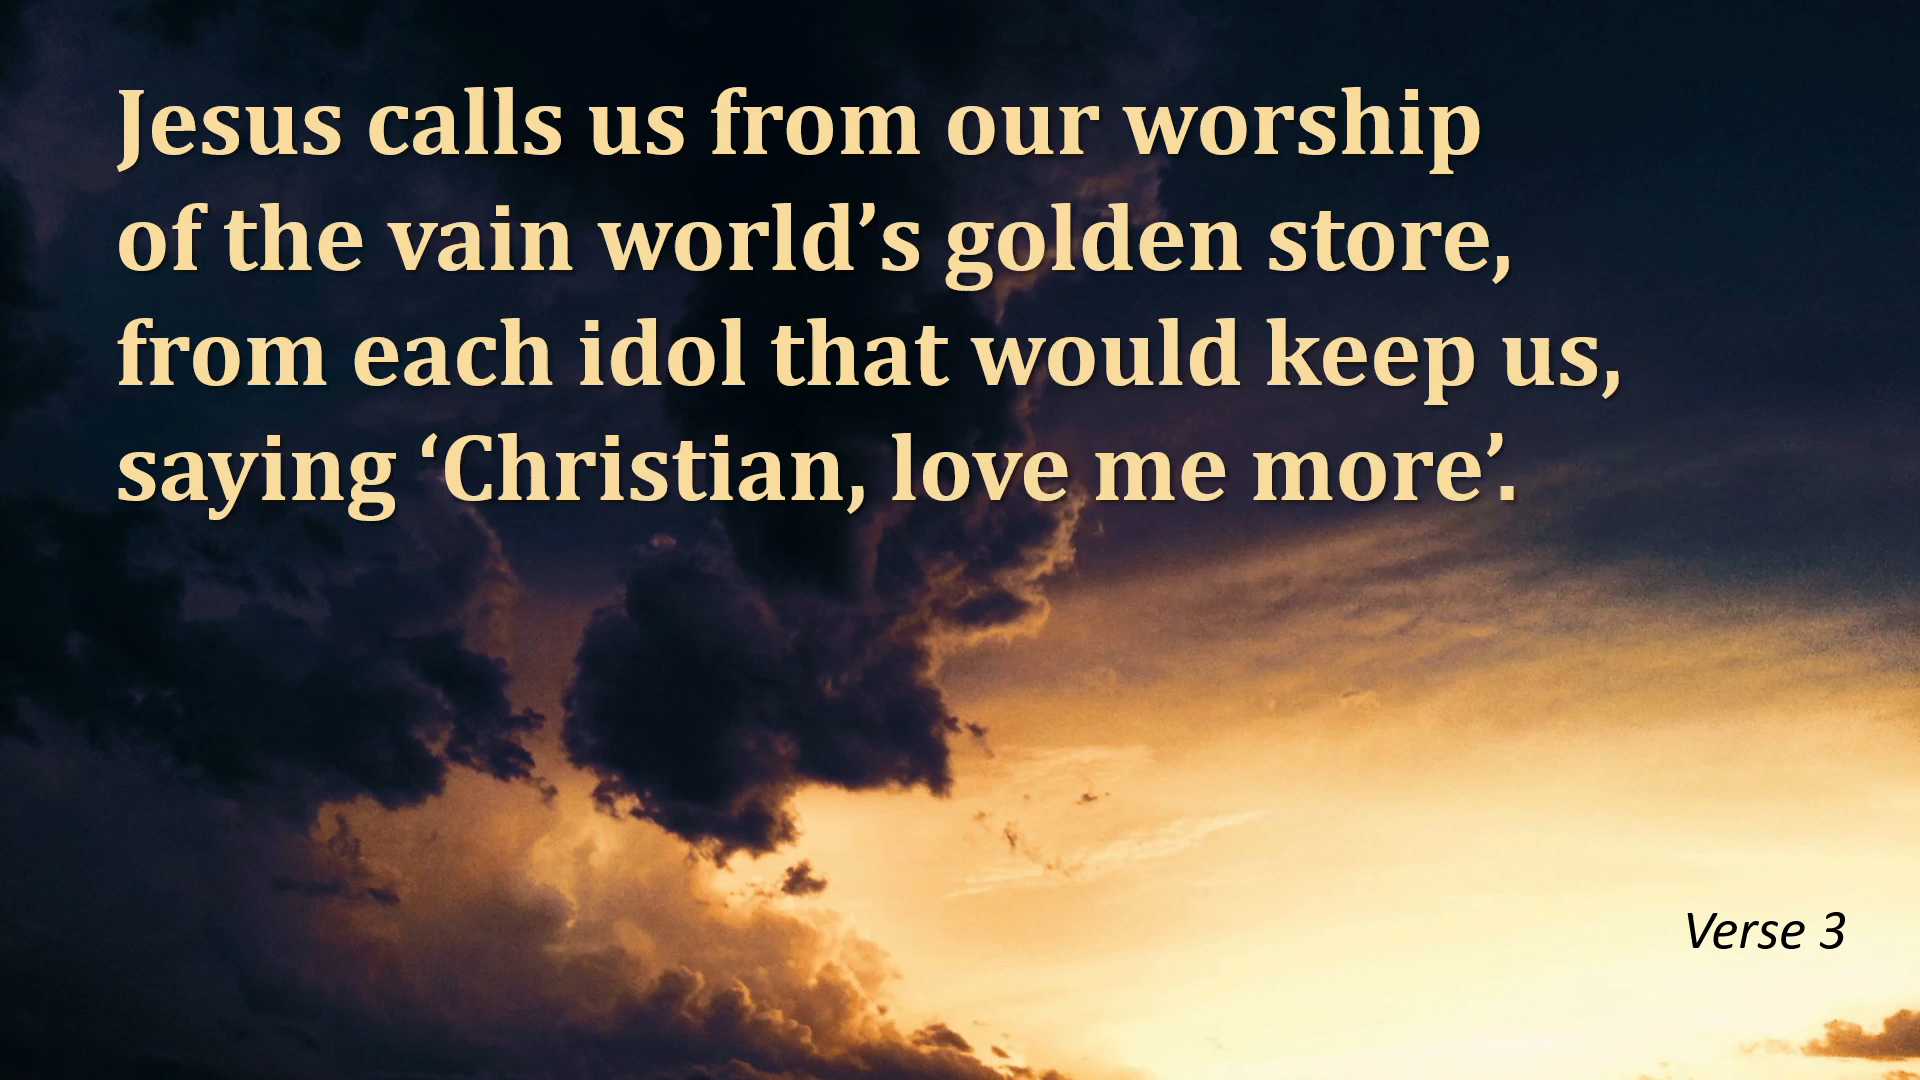 Jesus calls us from our worship
of the vain world’s golden store,
from each idol that would keep us,
saying ‘Christian, love me more’.
Verse 3